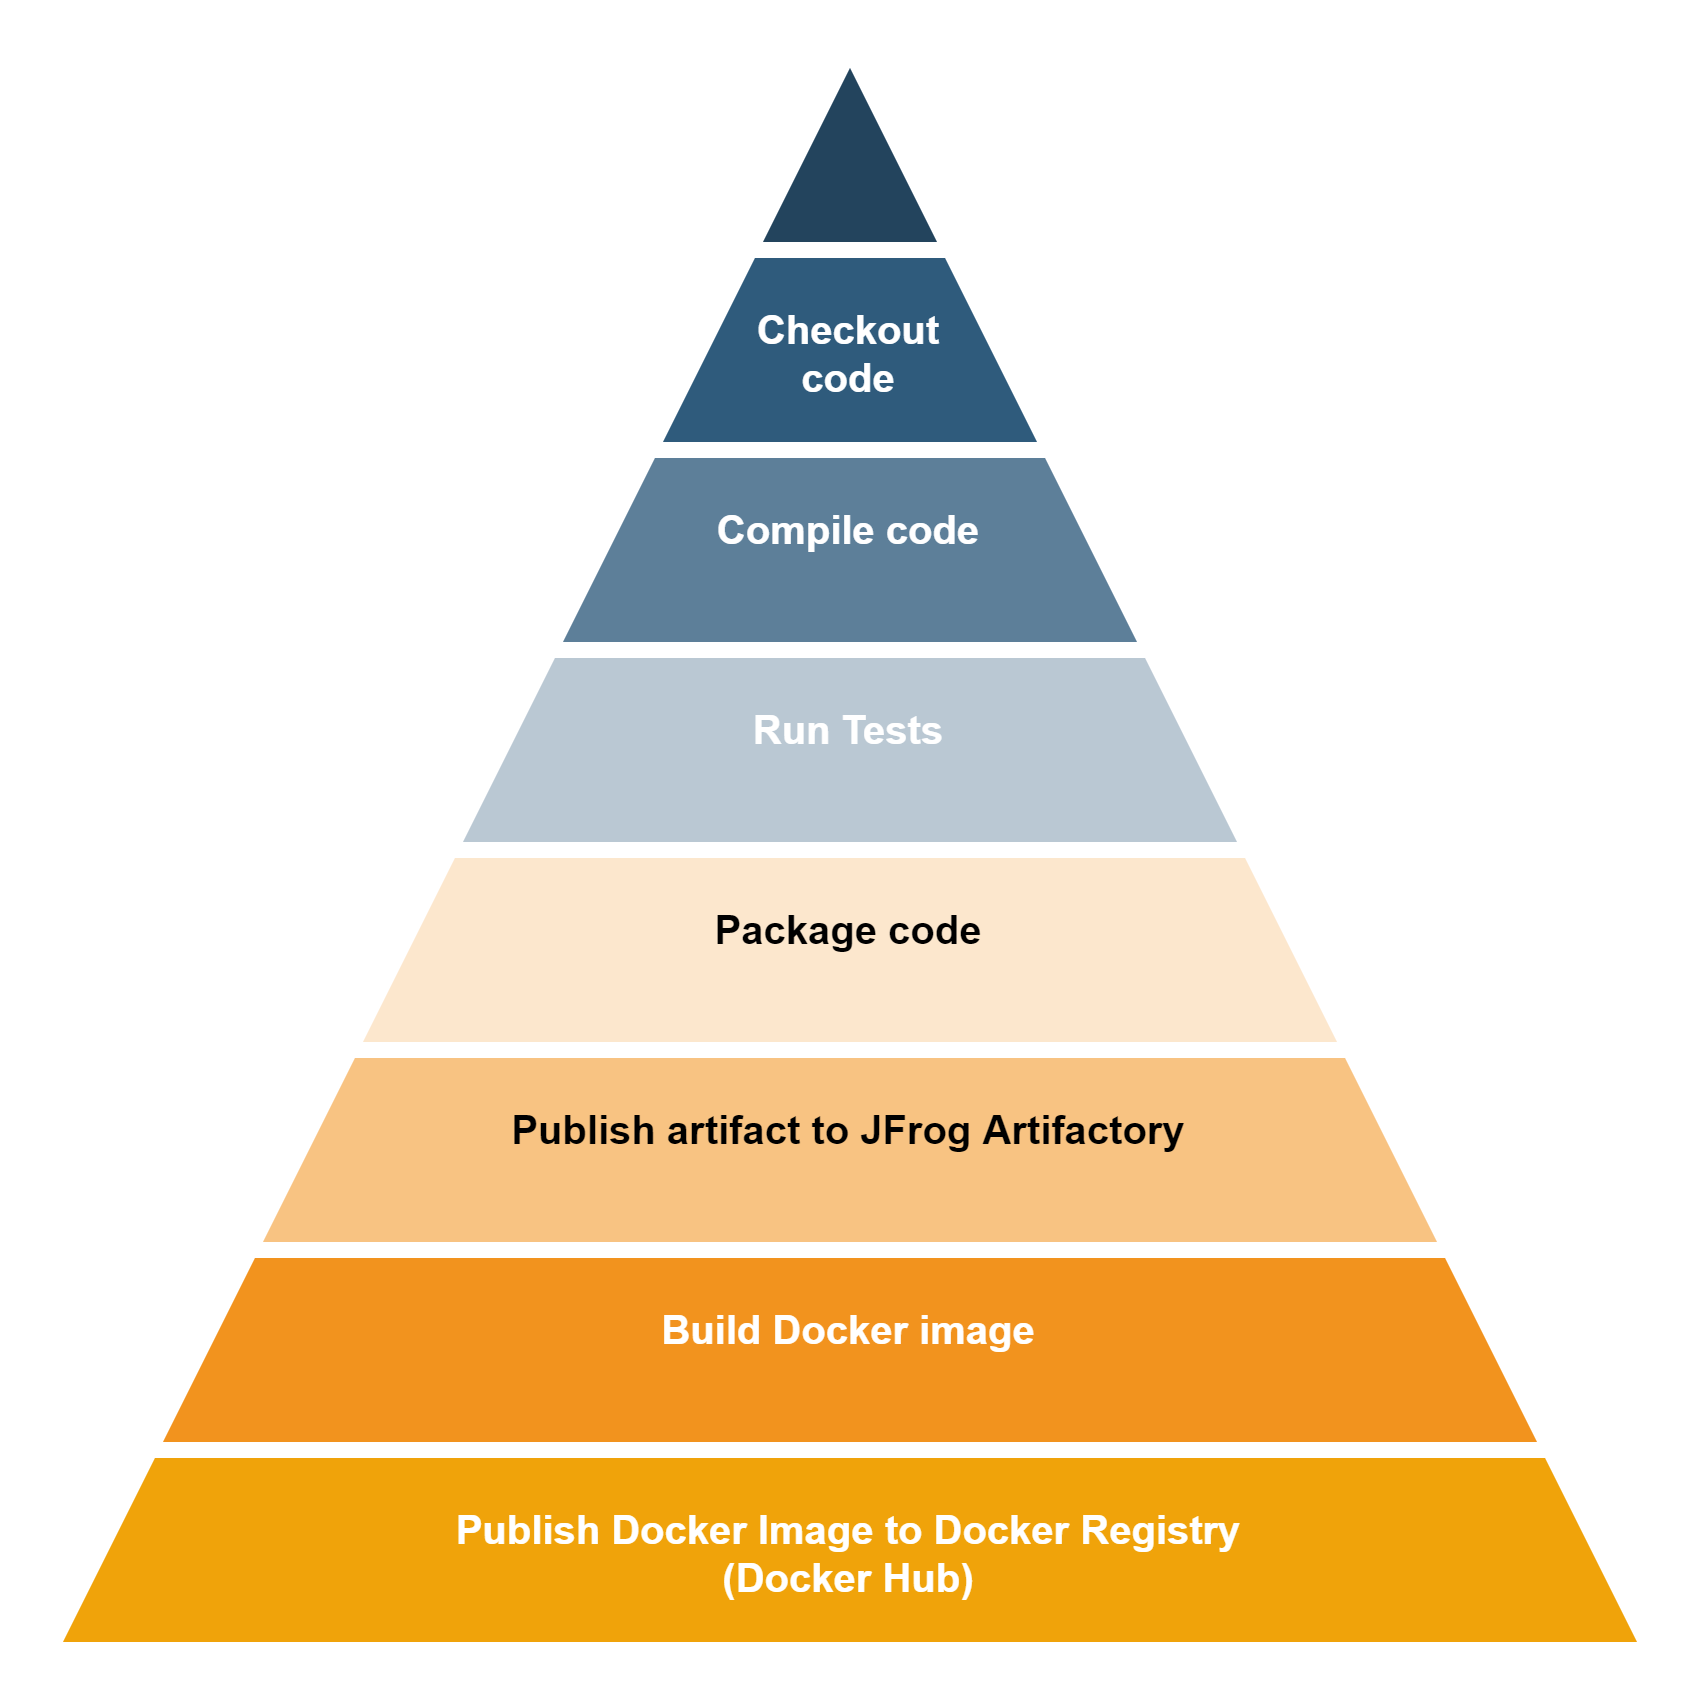 Checkout
code
Compile code
Run Tests
Package code
Publish artifact to JFrog Artifactory
Build Docker image
Publish Docker Image to Docker Registry
(Docker Hub)